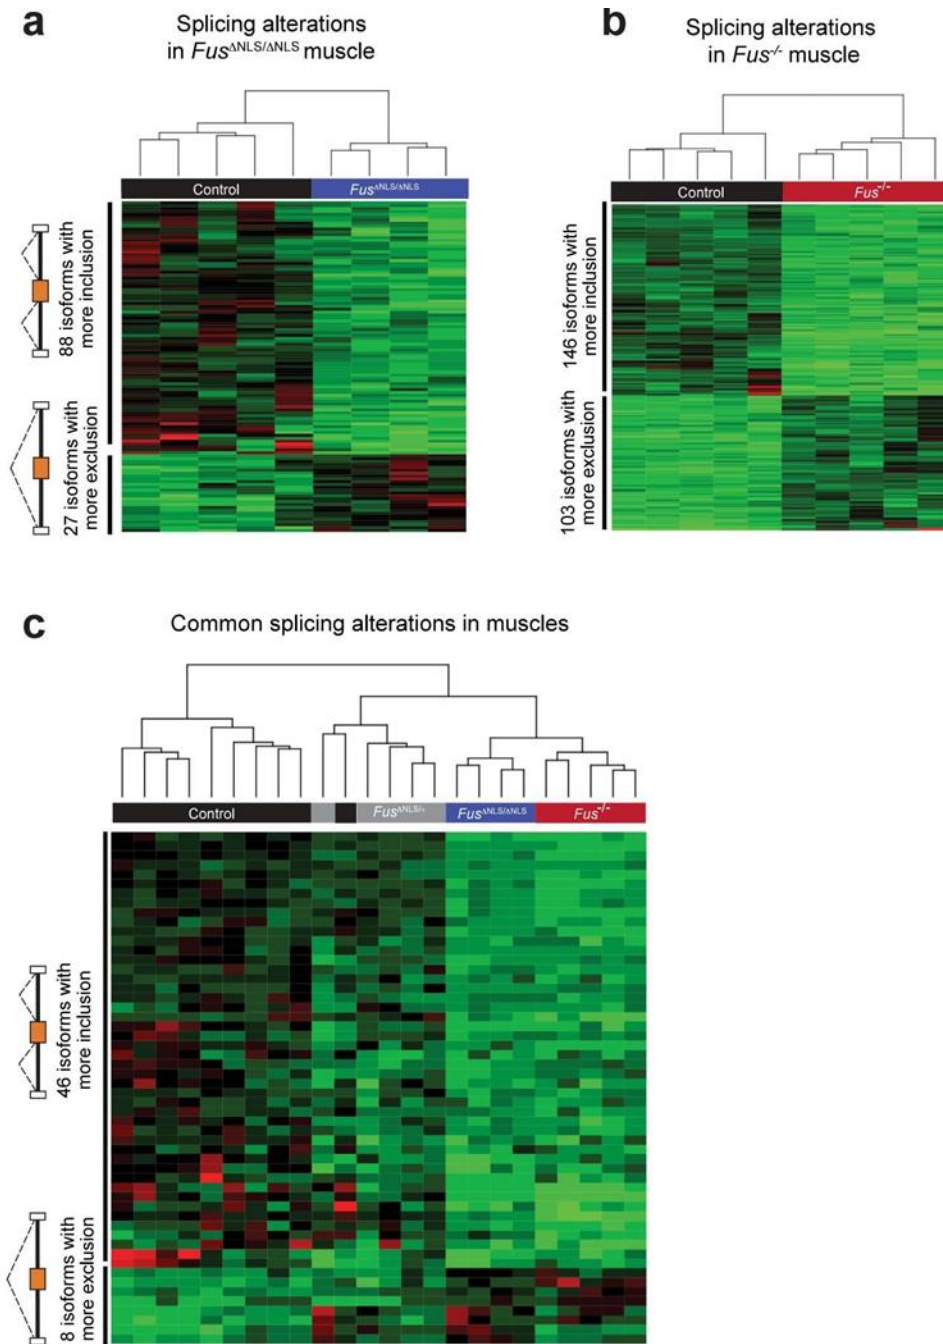 a
Splicing alterations
in Fus^ΔNLS/ΔNLS muscle
Control
Fus^ΔNLS/ΔNLS
88 isoforms with
more inclusion
27 isoforms with
more exclusion
b
Splicing alterations
in Fus^-/- muscle
Control
Fus^-/-
146 isoforms with
more inclusion
103 isoforms with
more exclusion
c
Common splicing alterations in muscles
Control
Fus^ΔNLS/+
Fus^ΔNLS/ΔNLS
Fus^-/-
46 isoforms with
more inclusion
8 isoforms with
more exclusion